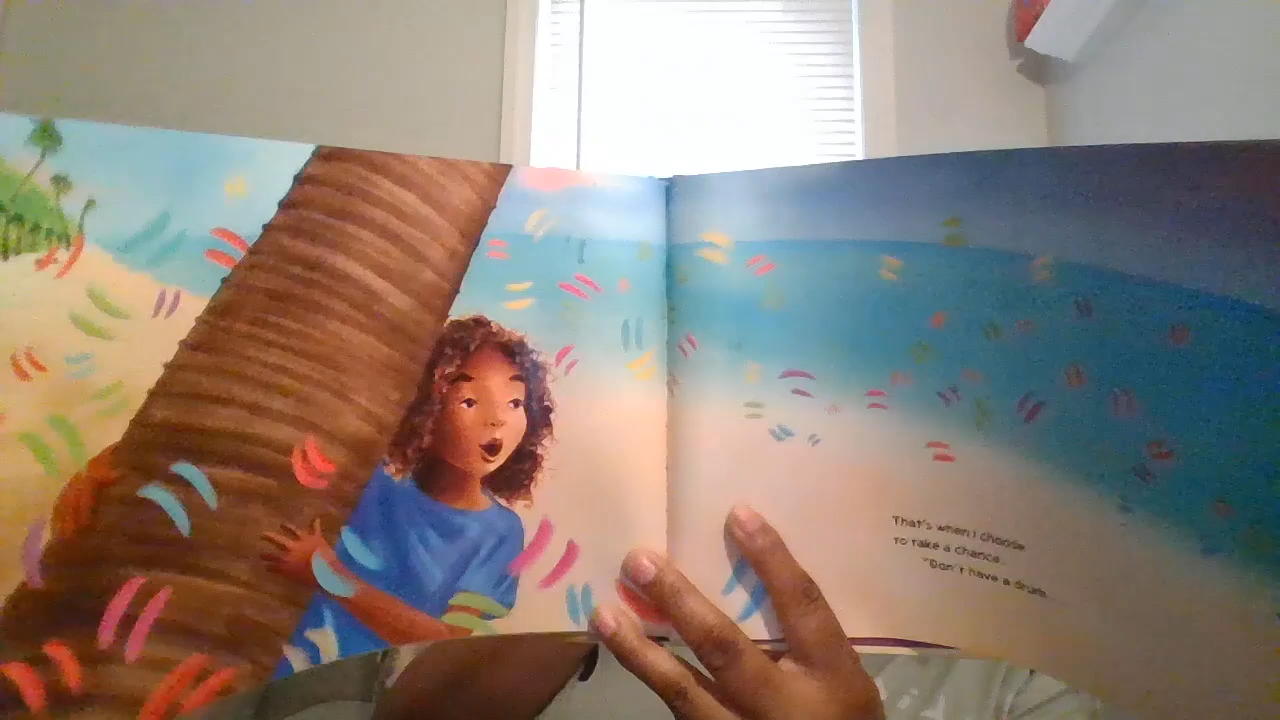 That's when I choose
to take a chance.
"Don't have a drum,